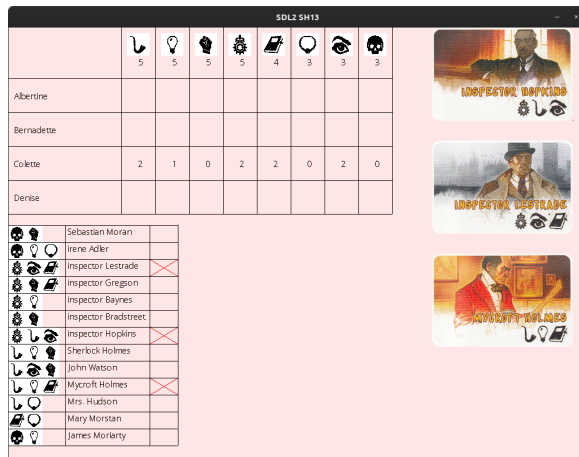 SDL2 SH13
5 5 5 5 4 3 3 3
Albertine
Bernadette
Colette 2 1 0 2 2 0 2 0
Denise
INSPECTOR HOPKINS
INSPECTOR LESTRADE
MYCROFT HOLMES
Sebastian Moran
irene Adler
inspector Lestrade
inspector Gregson
inspector Baynes
inspector Bradstreet
inspector Hopkins
Sherlock Holmes
John Watson
Mycroft Holmes
Mrs. Hudson
Mary Morstan
James Moriarty